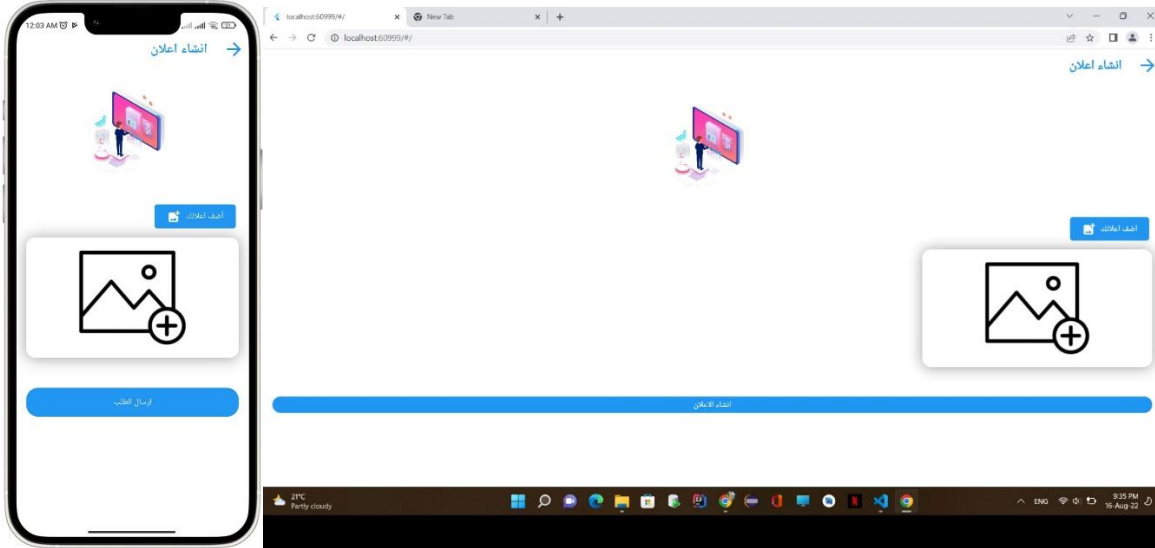 12:03 AM
انشاء اعلان
أضف اعلانك
ارسال الطلب
localhost:60999/#/
New Tab
localhost:60999/#/
انشاء اعلان
اضف اعلانك
انشاء الاعلان
21°C
Partly cloudy
ENG
9:35 PM
16-Aug-22